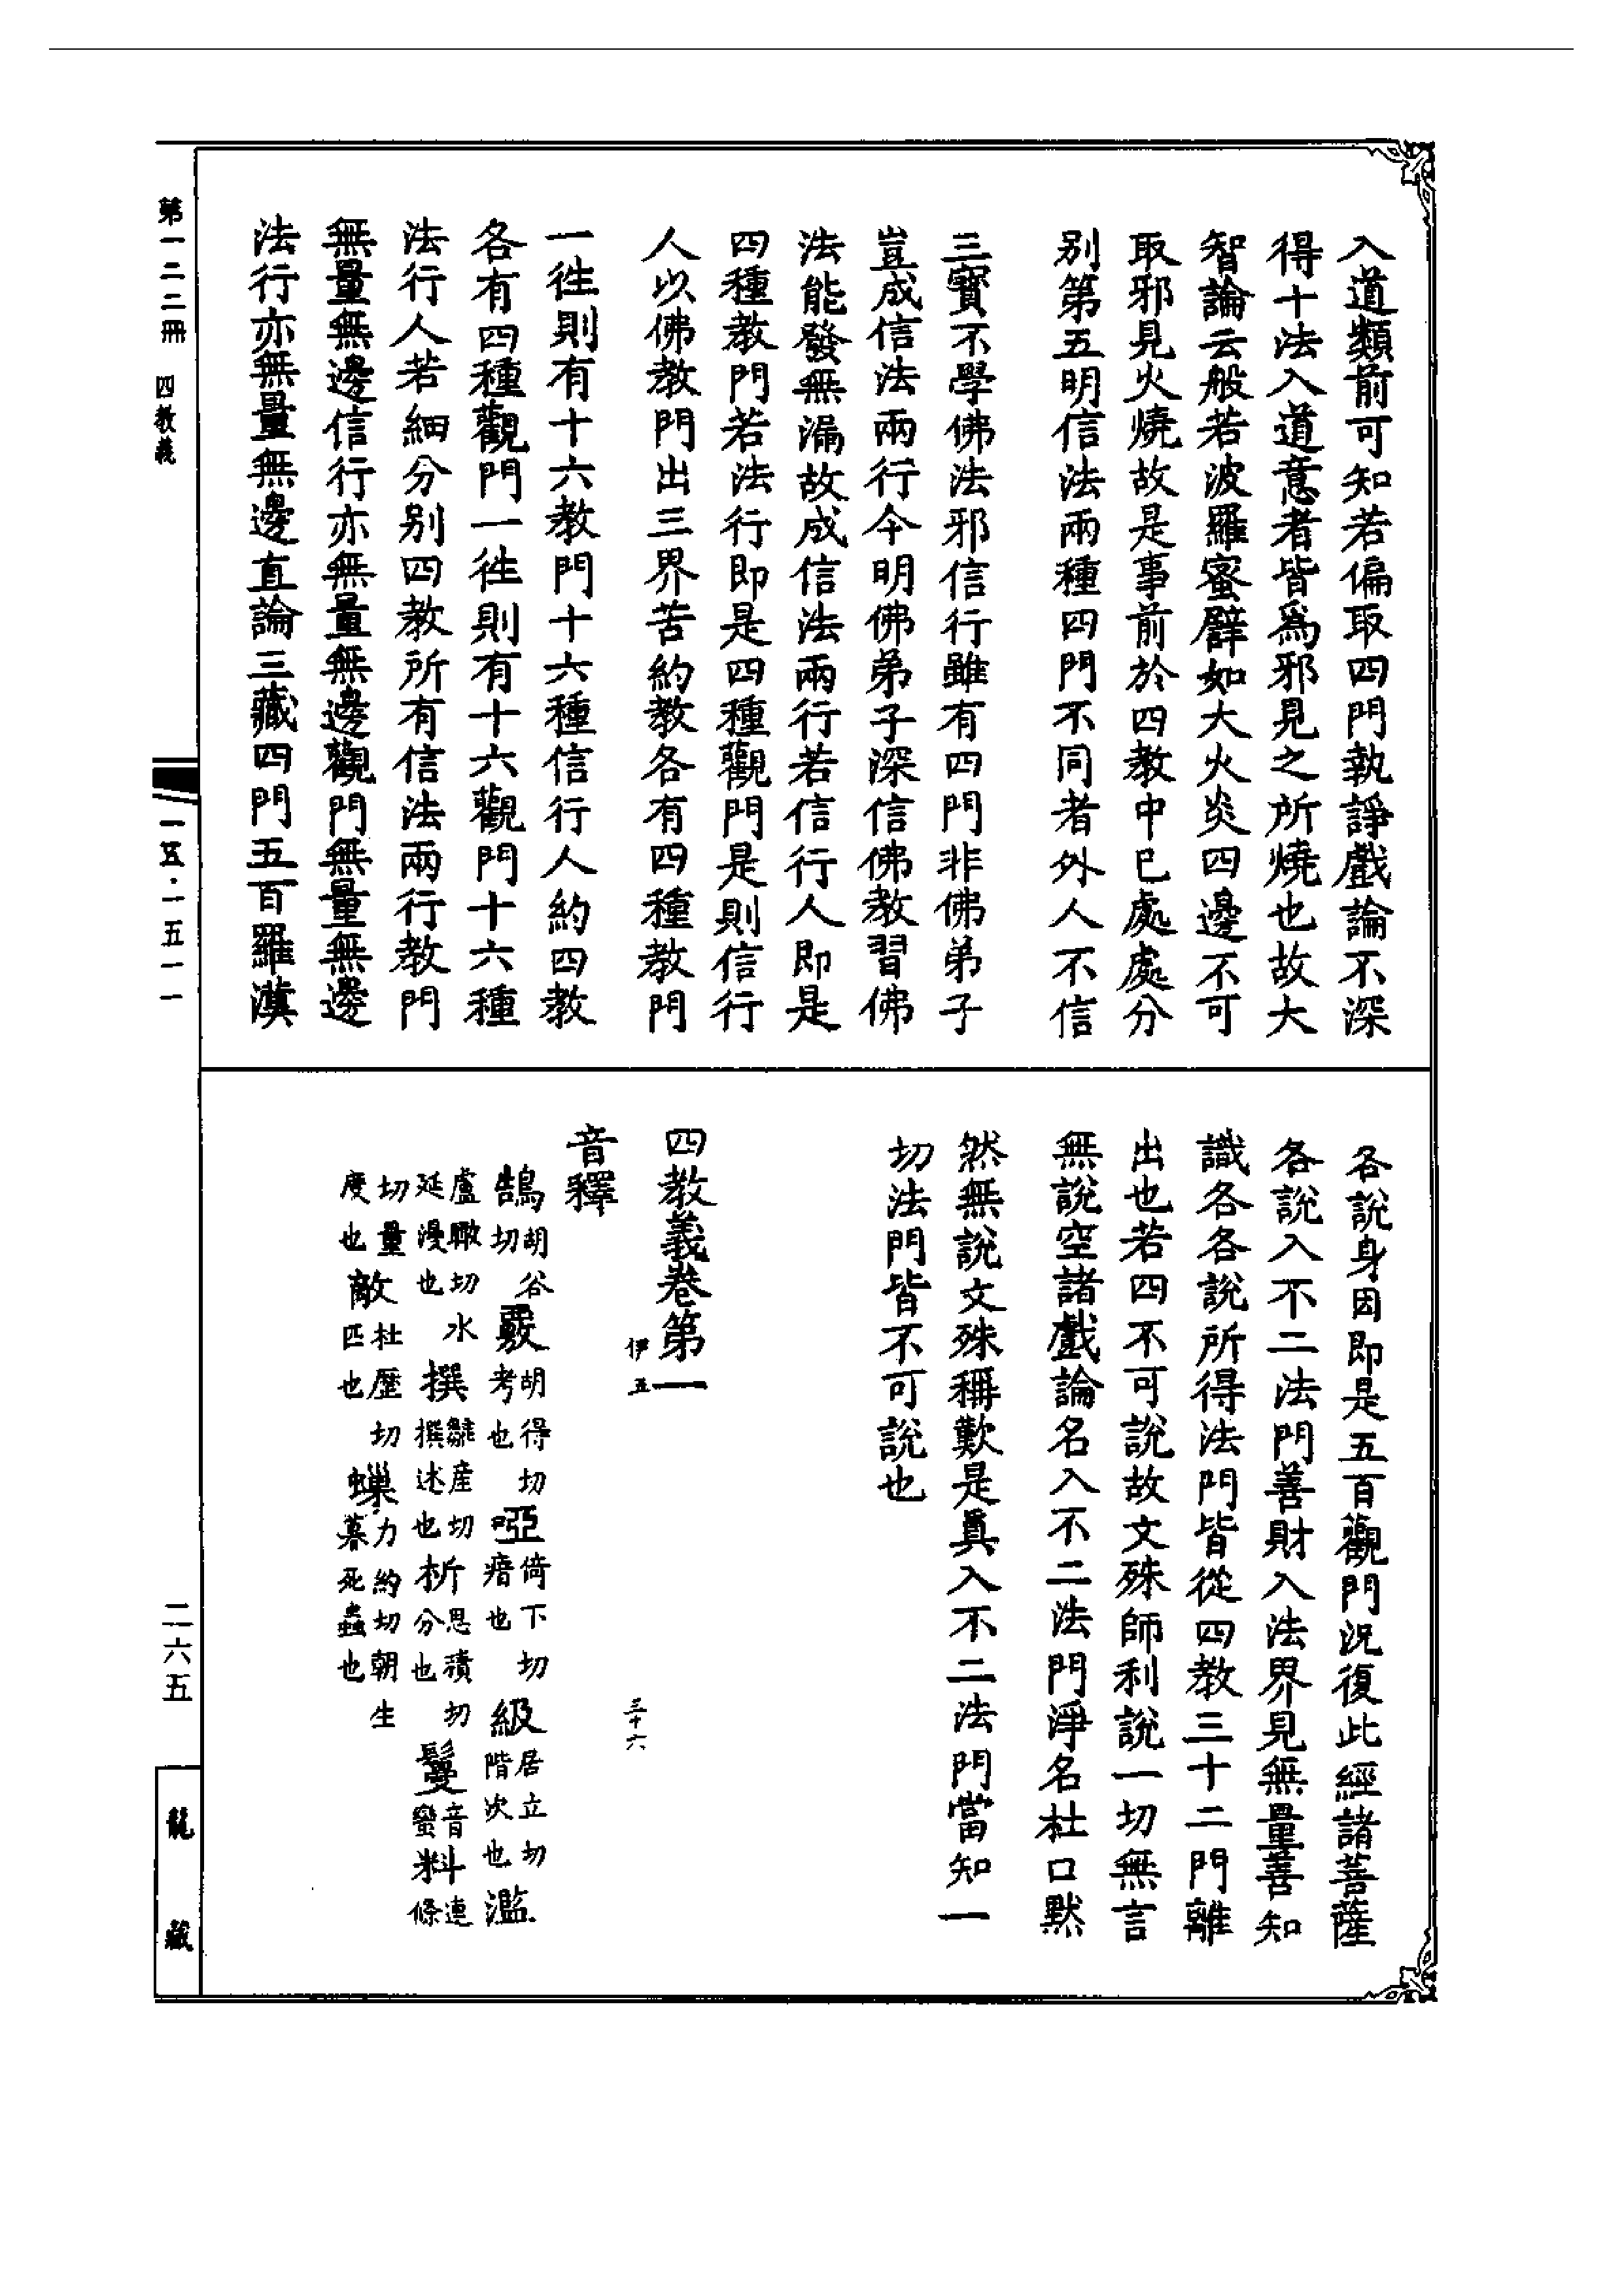 入道類前可知若偏取四門執諍戲論不深
得十法入道意者皆爲邪見之所燒也故大
智論云般若波羅蜜譬如大火炎四邊不可
取邪見火燒故是事前於四教中已處處分
别第五明信法兩種四門不同者外人不信
三寶不學佛法邪信行雖有四門非佛弟子
豈成信法兩行今明佛弟子深信佛教習佛
法能發無漏故成信法兩行若信行人即是
四種教門若法行即是四種觀門是則信行
人以佛教門出三界苦約教各有四種教門
一徃則有十六教門十六種信行人約四教
各有四種觀門一徃則有十六觀門十六種
法行人若細分别四教所有信法兩行教門
無量無邊信行亦無量無邊觀門無量無邊
法行亦無量無邊直論三藏四門五百羅漢
各說身因即是五百觀門況復此經諸菩薩
各說入不二法門善財入法界見無量善知
識各各說所得法門皆從四教三十二門離
出也若四不可說故文殊師利說一切無言
無說空諸戲論名入不二法門淨名杜口默
然無說文殊稱歎是眞入不二法門當知一
切法門皆不可說也
四教義卷第一
伊五 三十六
音釋
鵠胡谷切 覈胡得切考也 啞倚下切瘖也 級居立切階次也 濫
盧瞰切水延漫也 撰雛産切撰述也 析思積切分也 鬘音蠻 料連條
切量度也 敵杜歷切匹也 蟟力約切朝生暮死蟲也
第一二二冊 四教義
一五·一五一一
二六五
龍藏